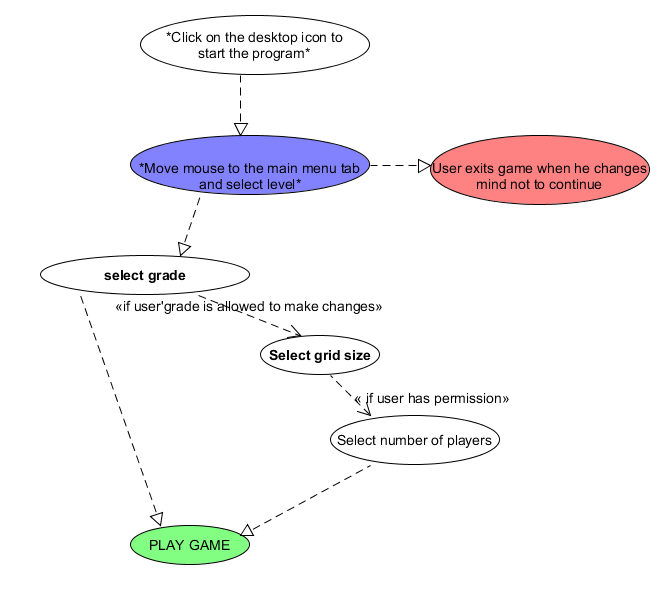 *Click on the desktop icon to
start the program*
*Move mouse to the main menu tab
and select level*
User exits game when he changes
mind not to continue
select grade
«if user'grade is allowed to make changes»
Select grid size
« if user has permission»
Select number of players
PLAY GAME